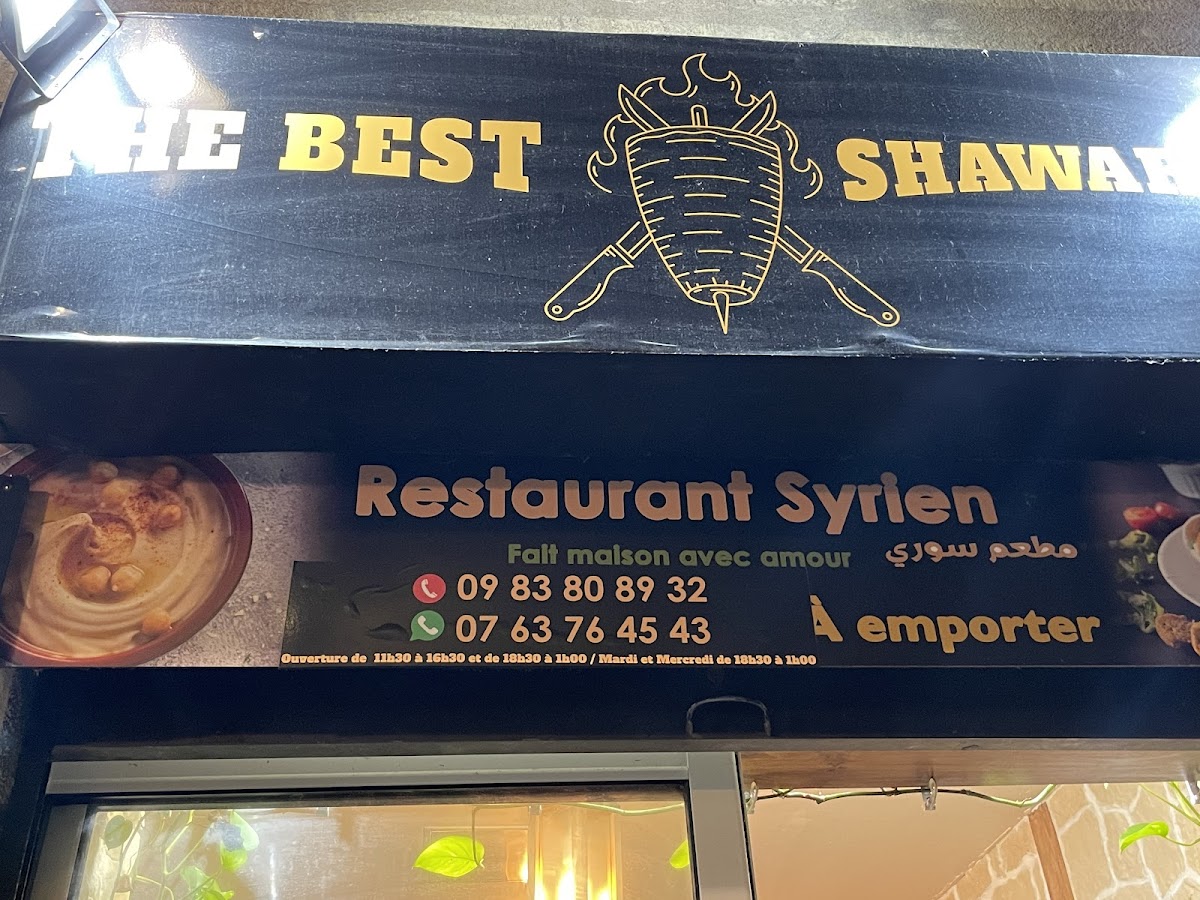 THE BEST SHAWAR
Restaurant Syrien
Fait maison avec amour مطعم سوري
09 83 80 89 32
07 63 76 45 43
À emporter
Ouverture de 11h30 à 16h30 et de 18h30 à 1h00 / Mardi et Mercredi de 18h30 à 1h00